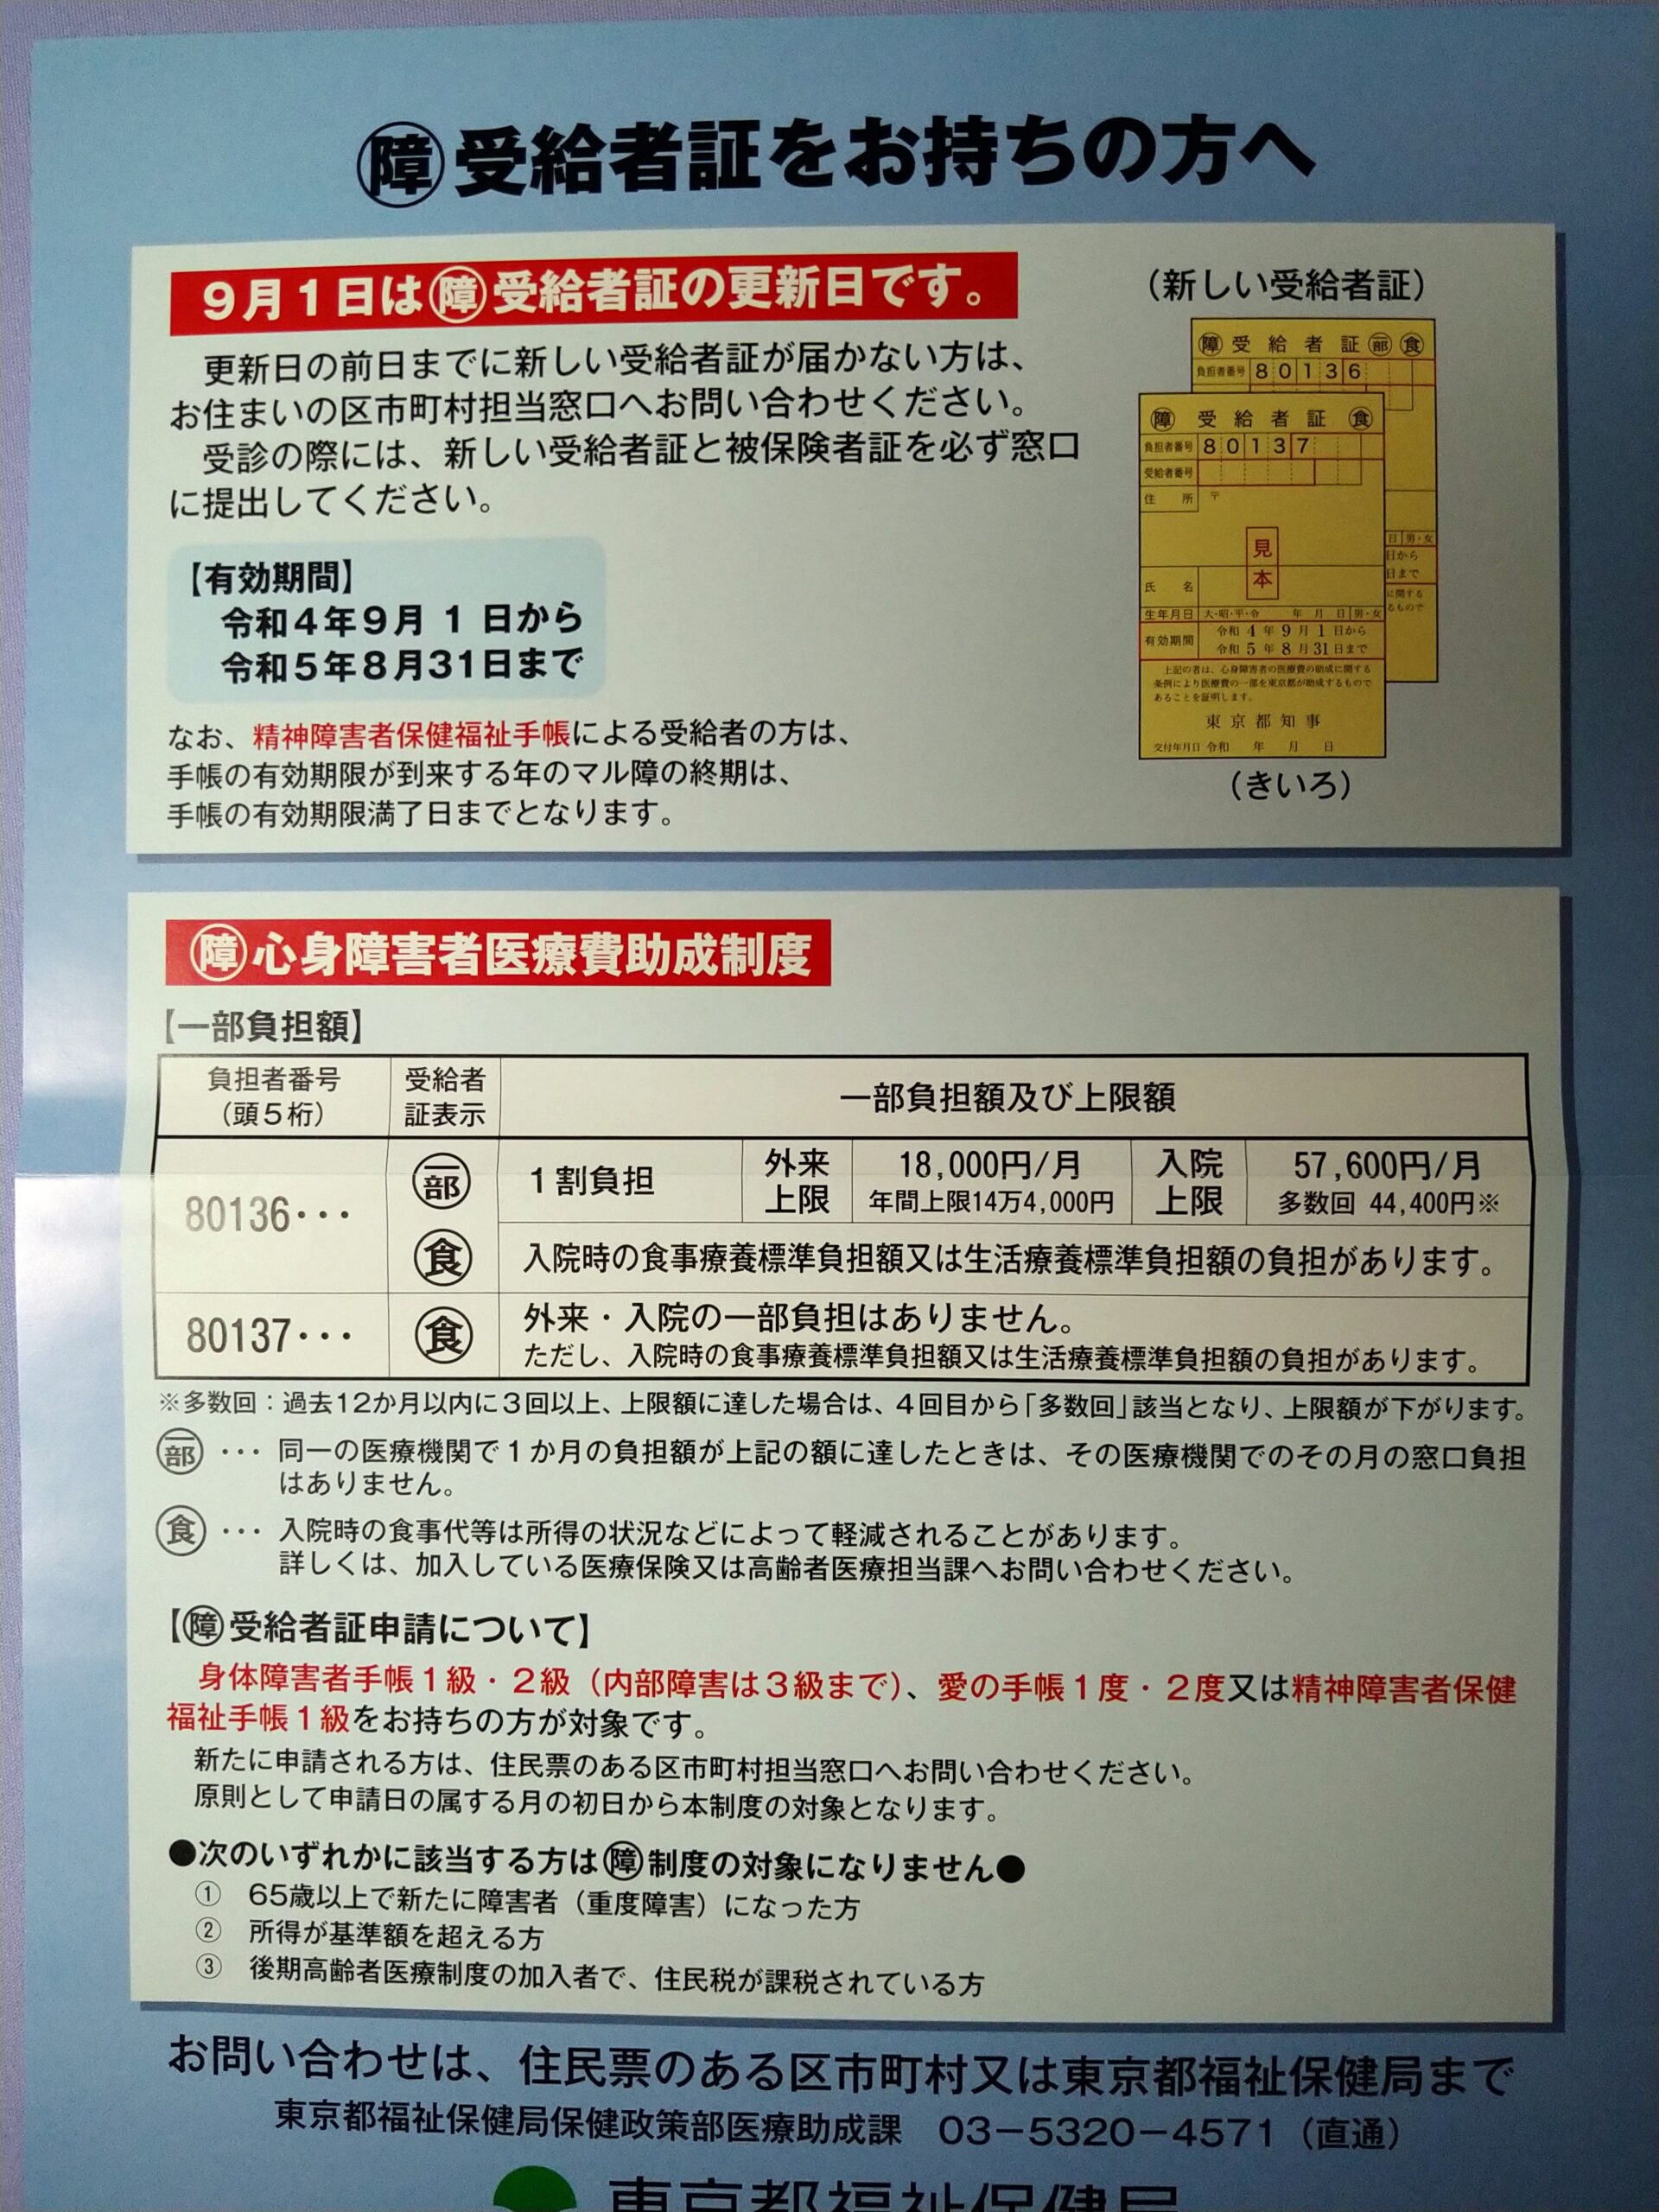 障受給者証をお持ちの方へ
9月1日は障受給者証の更新日です。
更新日の前日までに新しい受給者証が届かない方は、
お住まいの区市町村担当窓口へお問い合わせください。
受診の際には、新しい受給者証と被保険者証を必ず窓口
に提出してください。
【有効期間】
令和4年9月1日から
令和5年8月31日まで
なお、精神障害者保健福祉手帳による受給者の方は、
手帳の有効期限が到来する年のマル障の終期は、
手帳の有効期限満了日までとなります。
(新しい受給者証)
障 受給者証 部 食
負担者番号 80136
日 男・女
日から
日まで
に関する
るもので
障 受給者証 食
負担者番号 80137
受給者番号
住所 〒
見本
氏名
生年月日 大・昭・平・令 年 月 日 男・女
有効期間 令和 4 年 9 月 1 日から
令和 5 年 8 月 31 日まで
上記の者は、心身障害者の医療費の助成に関する
条例により医療費の一部を東京都が助成するもので
あることを証明します。
東京都知事
交付年月日 令和 年 月 日
(きいろ)
障心身障害者医療費助成制度
【一部負担額】
負担者番号
(頭5桁)
受給者
証表示
一部負担額及び上限額
80136・・・
一部
1割負担
外来
上限
18,000円/月
年間上限14万4,000円
入院
上限
57,600円/月
多数回 44,400円※
食
入院時の食事療養標準負担額又は生活療養標準負担額の負担があります。
80137・・・
食
外来・入院の一部負担はありません。
ただし、入院時の食事療養標準負担額又は生活療養標準負担額の負担があります。
※多数回:過去12か月以内に3回以上、上限額に達した場合は、4回目から「多数回」該当となり、上限額が下がります。
一部 ・・・ 同一の医療機関で1か月の負担額が上記の額に達したときは、その医療機関でのその月の窓口負担
はありません。
食 ・・・ 入院時の食事代等は所得の状況などによって軽減されることがあります。
詳しくは、加入している医療保険又は高齢者医療担当課へお問い合わせください。
【障受給者証申請について】
身体障害者手帳1級・2級(内部障害は3級まで)、愛の手帳1度・2度又は精神障害者保健
福祉手帳1級をお持ちの方が対象です。
新たに申請される方は、住民票のある区市町村担当窓口へお問い合わせください。
原則として申請日の属する月の初日から本制度の対象となります。
●次のいずれかに該当する方は障制度の対象になりません●
① 65歳以上で新たに障害者(重度障害)になった方
② 所得が基準額を超える方
③ 後期高齢者医療制度の加入者で、住民税が課税されている方
お問い合わせは、住民票のある区市町村又は東京都福祉保健局まで
東京都福祉保健局保健政策部医療助成課 03-5320-4571(直通)
東京都福祉保健局